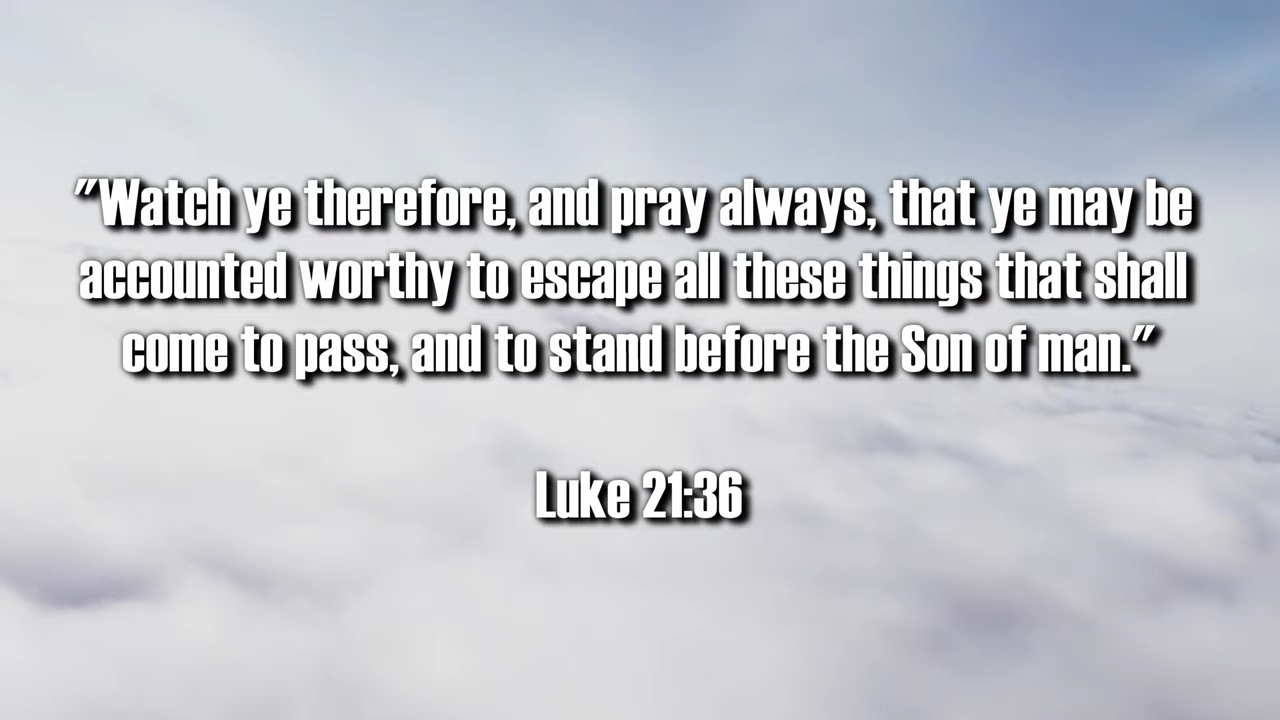 "Watch ye therefore, and pray always, that ye may be
accounted worthy to escape all these things that shall
come to pass, and to stand before the Son of man."
Luke 21:36